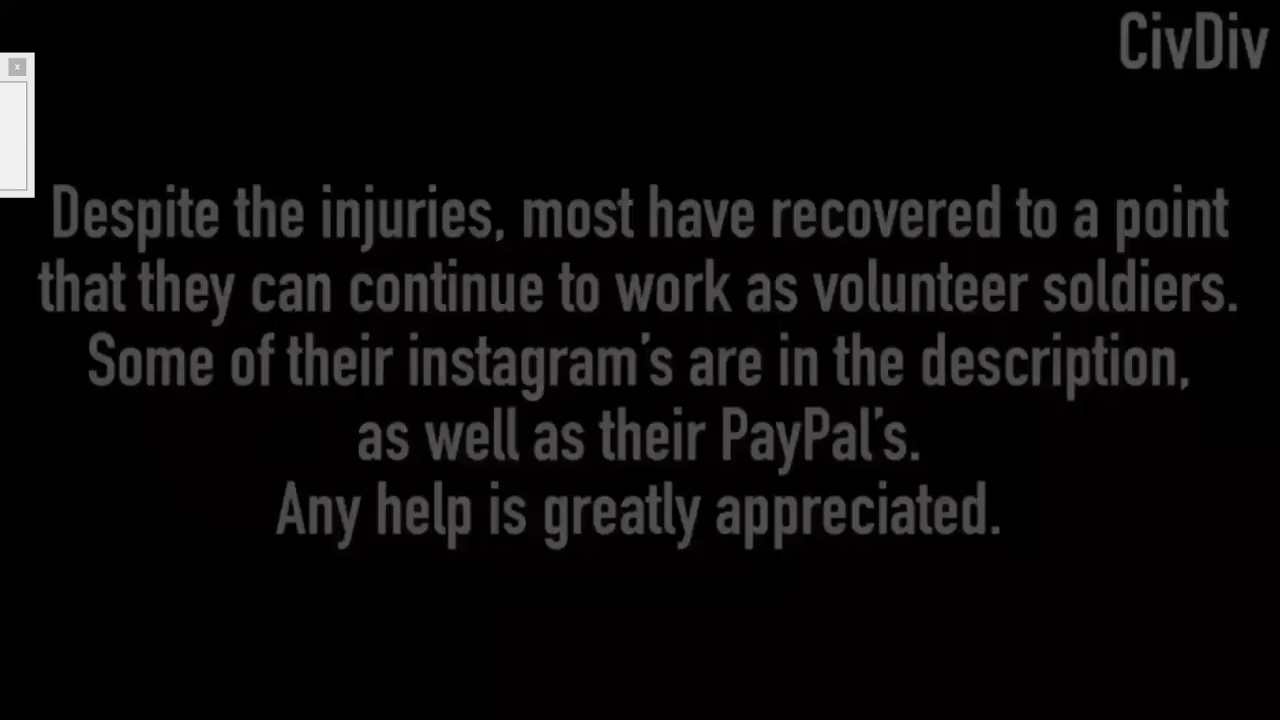 CivDiv
x
Despite the injuries, most have recovered to a point
that they can continue to work as volunteer soldiers.
Some of their instagram's are in the description,
as well as their PayPal's.
Any help is greatly appreciated.